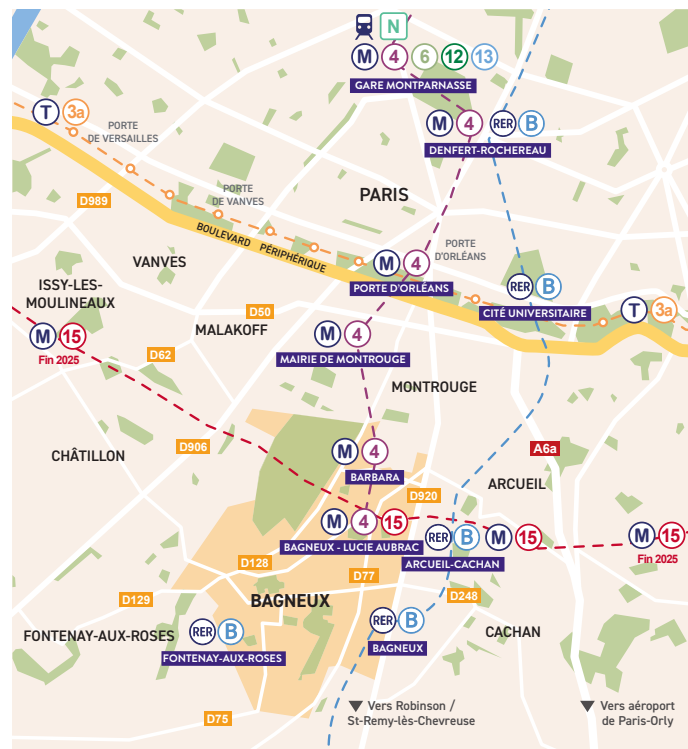 N
M 4 6 12 13
GARE MONTPARNASSE
T 3a
PORTE
DE VERSAILLES
M 4 RER B
DENFERT-ROCHEREAU
PORTE
DE VANVES
PARIS
D989
BOULEVARD PÉRIPHÉRIQUE
PORTE
D'ORLÉANS
VANVES
M 4
PORTE D'ORLÉANS
RER B
CITÉ UNIVERSITAIRE
ISSY-LES-
MOULINEAUX
D50
T 3a
M 15
Fin 2025
MALAKOFF
M 4
MAIRIE DE MONTROUGE
D62
MONTROUGE
D906
A6a
CHÂTILLON
M 4
BARBARA
ARCUEIL
D920
M 4 15
BAGNEUX - LUCIE AUBRAC
RER B M 15
ARCUEIL-CACHAN
M 15
Fin 2025
D128
D77
D129
BAGNEUX
D248
FONTENAY-AUX-ROSES
RER B
FONTENAY-AUX-ROSES
RER B
BAGNEUX
CACHAN
D75
Vers Robinson /
St-Remy-lès-Chevreuse
Vers aéroport
de Paris-Orly